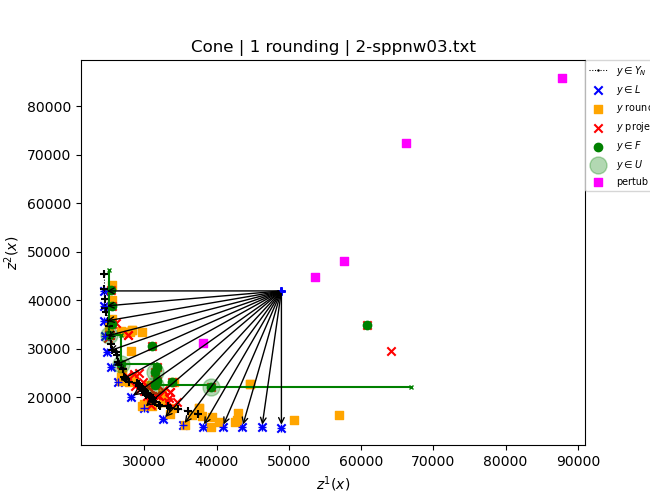 Cone | 1 rounding | 2-sppnw03.txt
z²(x)
80000
70000
60000
50000
40000
30000
20000
30000 40000 50000 60000 70000 80000 90000
z¹(x)
y ∈ Y_N
y ∈ L
y roun
y proje
y ∈ F
y ∈ U
pertub